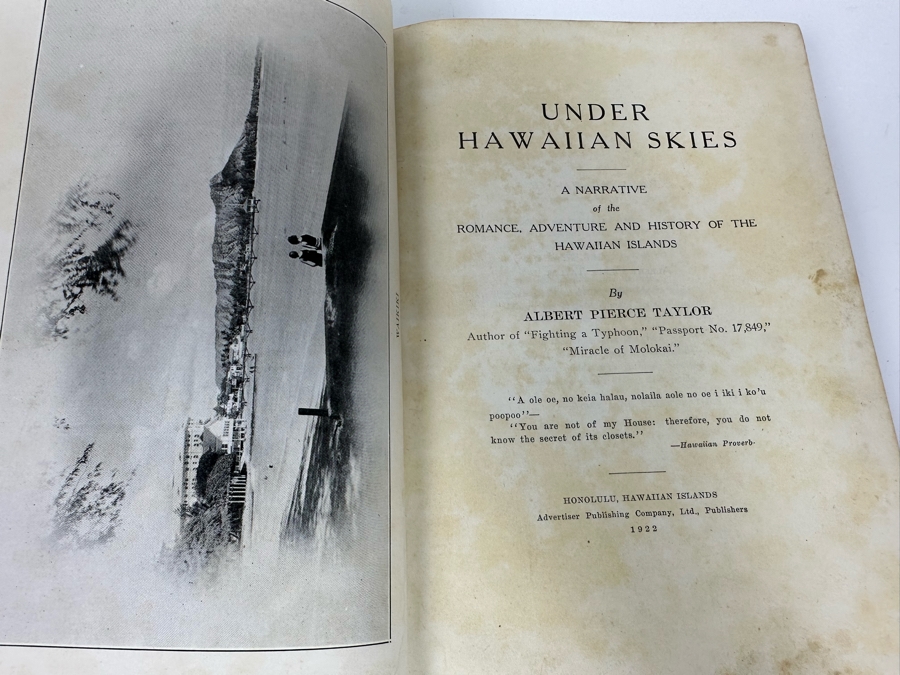 WAIKIKI
UNDER
HAWAIIAN SKIES
A NARRATIVE
of the
ROMANCE, ADVENTURE AND HISTORY OF THE
HAWAIIAN ISLANDS
By
ALBERT PIERCE TAYLOR
Author of "Fighting a Typhoon," "Passport No. 17,849,"
"Miracle of Molokai."
"A ole oe, no keia halau, nolaila aole no oe i iki i ko'u
poopoo"—
"You are not of my House: therefore, you do not
know the secret of its closets."
—Hawaiian Proverb.
HONOLULU, HAWAIIAN ISLANDS
Advertiser Publishing Company, Ltd., Publishers
1922